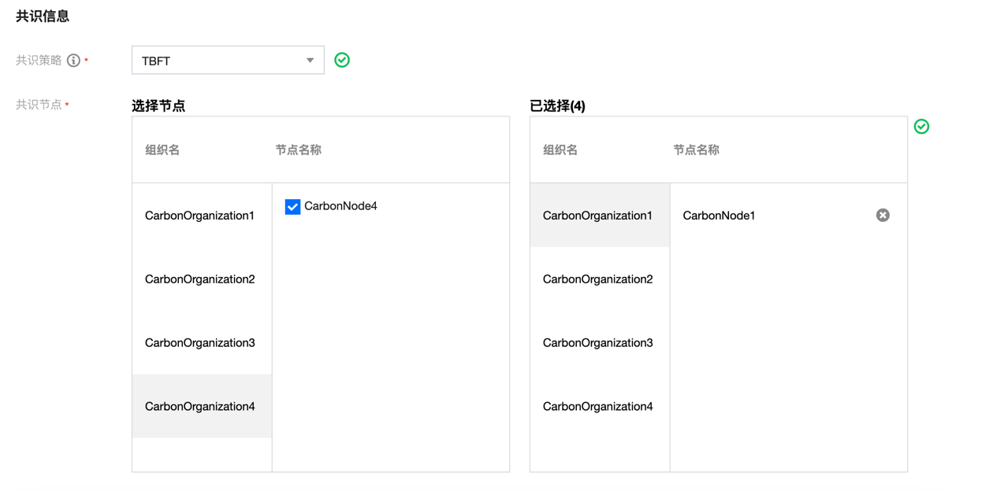 共识信息
共识策略 * TBFT
共识节点 * 选择节点 已选择(4)
组织名 节点名称 组织名 节点名称
CarbonOrganization1 CarbonNode4 CarbonOrganization1 CarbonNode1
CarbonOrganization2 CarbonOrganization2
CarbonOrganization3 CarbonOrganization3
CarbonOrganization4 CarbonOrganization4